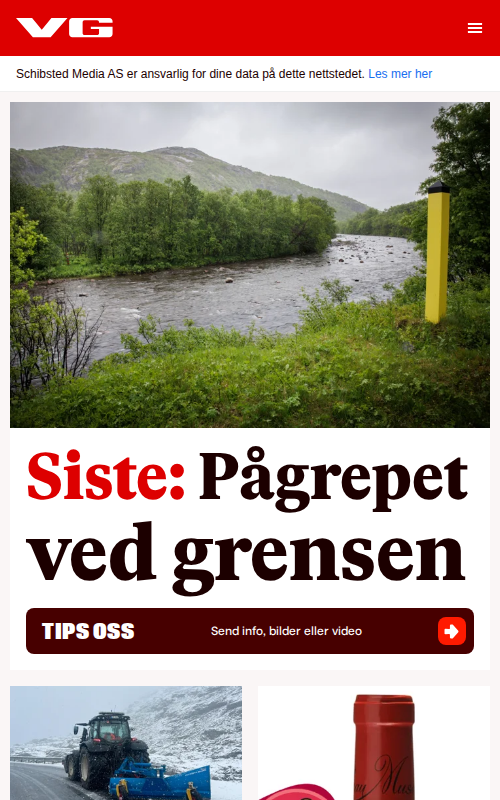 VG
Schibsted Media AS er ansvarlig for dine data på dette nettstedet. Les mer her
Siste: Pågrepet
ved grensen
TIPS OSS
Send info, bilder eller video